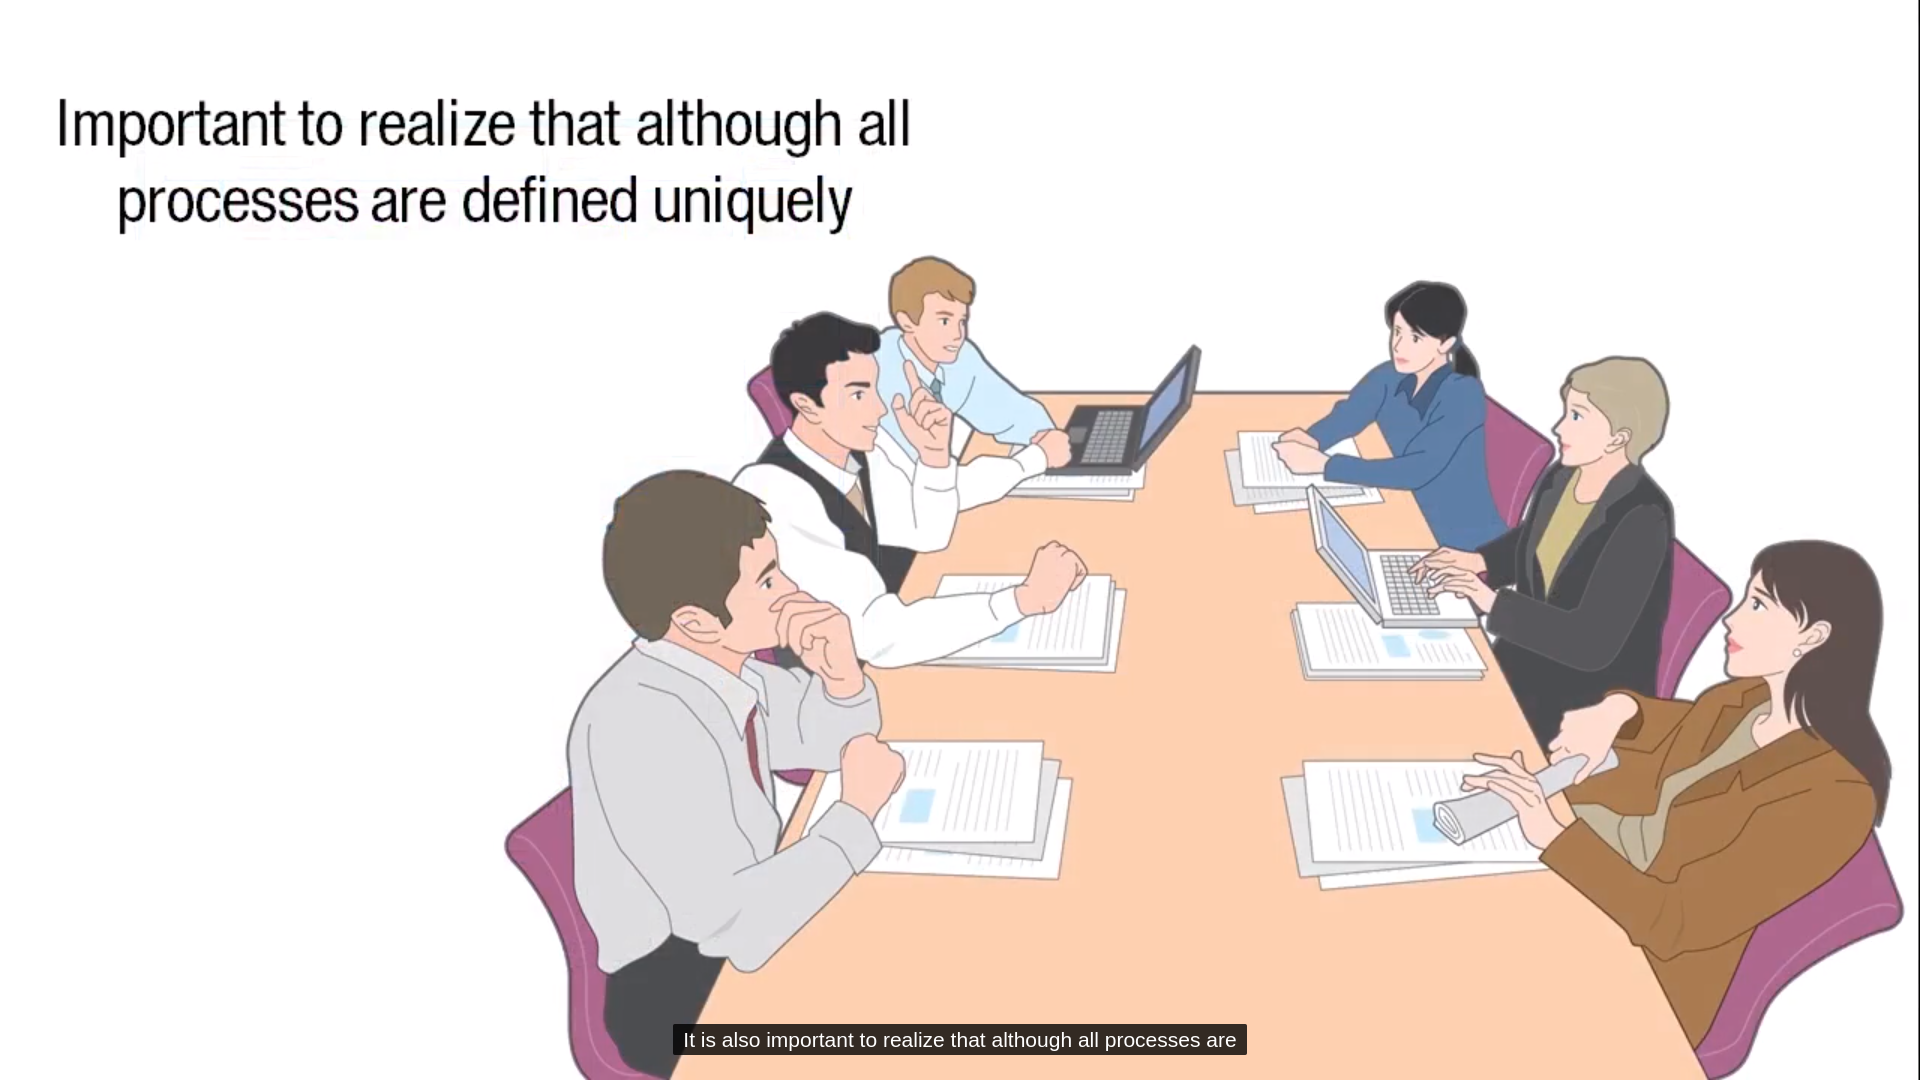 Important to realize that although all
processes are defined uniquely
It is also important to realize that although all processes are